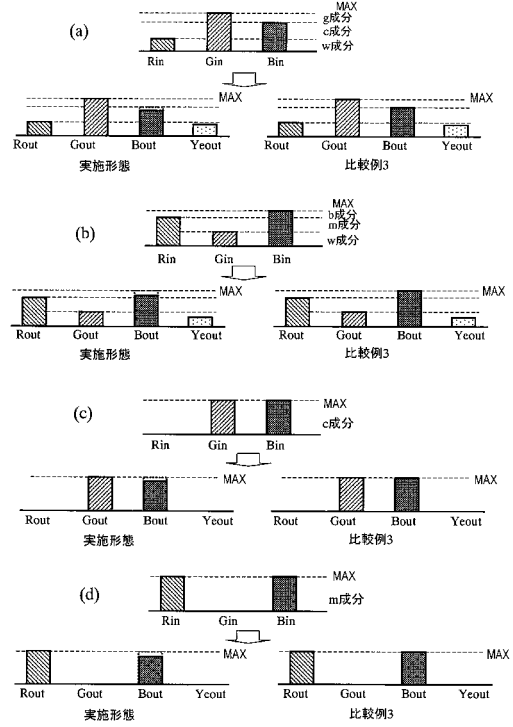 (a)
MAX
g成分
c成分
w成分
Rin Gin Bin
MAX MAX
Rout Gout Bout Yeout Rout Gout Bout Yeout
実施形態 比較例3
(b)
MAX
b成分
m成分
w成分
Rin Gin Bin
MAX MAX
Rout Gout Bout Yeout Rout Gout Bout Yeout
実施形態 比較例3
(c)
MAX
c成分
Rin Gin Bin
MAX MAX
Rout Gout Bout Yeout Rout Gout Bout Yeout
実施形態 比較例3
(d)
MAX
m成分
Rin Gin Bin
MAX MAX
Rout Gout Bout Yeout Rout Gout Bout Yeout
実施形態 比較例3